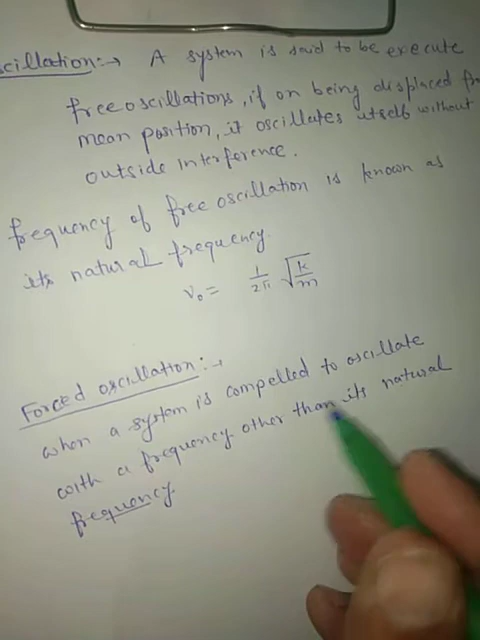 scillation:→ A system is said to be execute
free oscillations, if on being displaced fro
mean position, it oscillates itself without
outside interference.
frequency of free oscillation is known as
its natural frequency.
ν₀ = 1/2π √k/m
Forced oscillation:→
when a system is compelled to oscillate
with a frequency other than its natural
frequency